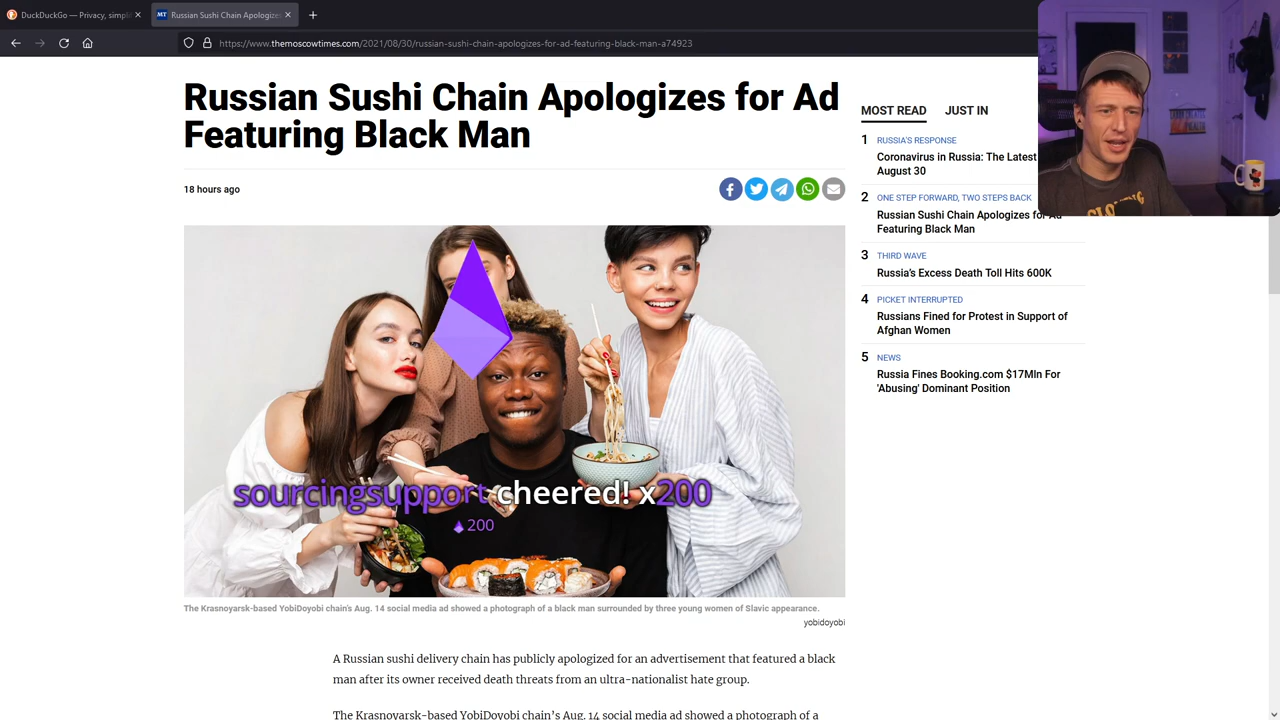 DuckDuckGo — Privacy, simpli
MT
Russian Sushi Chain Apologizes
https://www.themoscowtimes.com/2021/08/30/russian-sushi-chain-apologizes-for-ad-featuring-black-man-a74923
Russian Sushi Chain Apologizes for Ad
Featuring Black Man
18 hours ago
sourcingsupport cheered! x200
200
The Krasnoyarsk-based YobiDoyobi chain's Aug. 14 social media ad showed a photograph of a black man surrounded by three young women of Slavic appearance.
yobidoyobi
A Russian sushi delivery chain has publicly apologized for an advertisement that featured a black
man after its owner received death threats from an ultra-nationalist hate group.
The Krasnoyarsk-based YobiDoyobi chain's Aug. 14 social media ad showed a photograph of a
MOST READ JUST IN
1 RUSSIA'S RESPONSE
Coronavirus in Russia: The Latest
August 30
2 ONE STEP FORWARD, TWO STEPS BACK
Russian Sushi Chain Apologizes for Ad
Featuring Black Man
3 THIRD WAVE
Russia's Excess Death Toll Hits 600K
4 PICKET INTERRUPTED
Russians Fined for Protest in Support of
Afghan Women
5 NEWS
Russia Fines Booking.com $17Mln For
'Abusing' Dominant Position